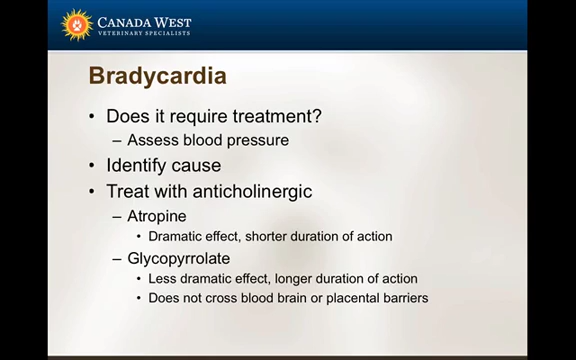 CANADA WEST
VETERINARY SPECIALISTS
Bradycardia
• Does it require treatment?
– Assess blood pressure
• Identify cause
• Treat with anticholinergic
– Atropine
• Dramatic effect, shorter duration of action
– Glycopyrrolate
• Less dramatic effect, longer duration of action
• Does not cross blood brain or placental barriers